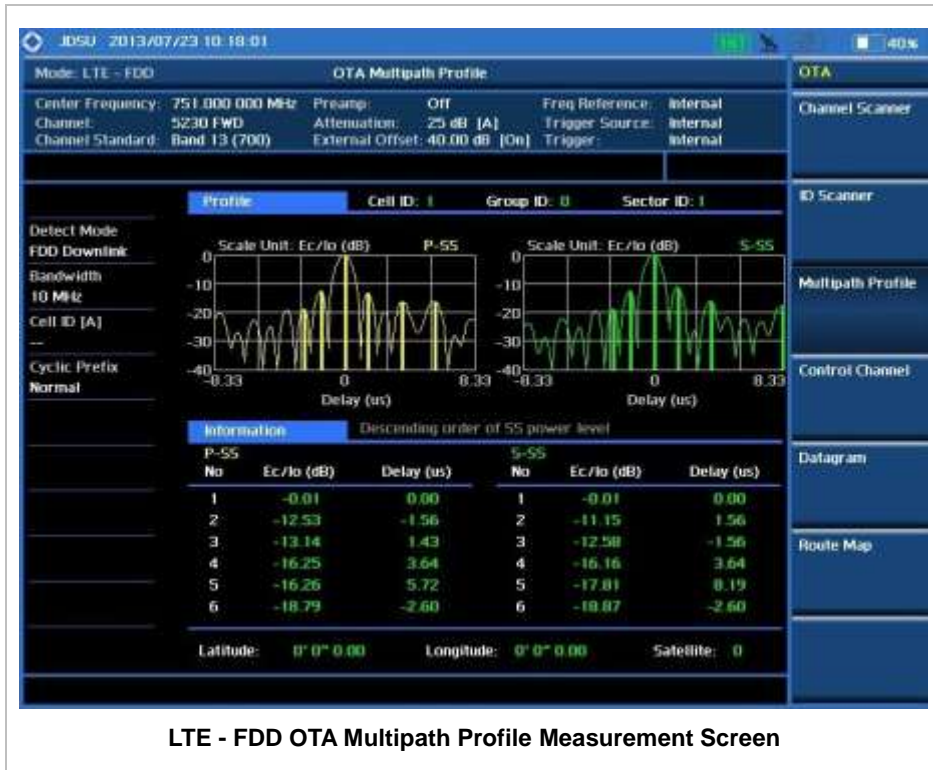 JDSU 2013/07/23 10:18:01
40%
Mode: LTE - FDD OTA Multipath Profile OTA
Center Frequency: 751.000 000 MHz Preamp: Off Freq Reference: Internal
Channel: 5230 FWD Attenuation: 25 dB [A] Trigger Source: Internal
Channel Standard: Band 13 (700) External Offset: 40.00 dB [On] Trigger: Internal
Channel Scanner
ID Scanner
Multipath Profile
Control Channel
Datagram
Route Map
Detect Mode
FDD Downlink
Bandwidth
10 MHz
Cell ID [A]
--
Cyclic Prefix
Normal
Profile Cell ID: 1 Group ID: 0 Sector ID: 1
Scale Unit: Ec/Io (dB) P-SS
0
-10
-20
-30
-40
-8.33 0 8.33
Delay (us)
Scale Unit: Ec/Io (dB) S-SS
0
-10
-20
-30
-40
-8.33 0 8.33
Delay (us)
Information Descending order of SS power level
P-SS S-SS
No Ec/Io (dB) Delay (us) No Ec/Io (dB) Delay (us)
1 -0.01 0.00 1 -0.01 0.00
2 -12.53 -1.56 2 -11.15 1.56
3 -13.14 1.43 3 -12.58 -1.56
4 -16.25 3.64 4 -16.16 3.64
5 -16.26 5.72 5 -17.81 8.19
6 -18.79 -2.60 6 -18.87 -2.60
Latitude: 0° 0" 0.00 Longitude: 0° 0" 0.00 Satellite: 0
LTE - FDD OTA Multipath Profile Measurement Screen